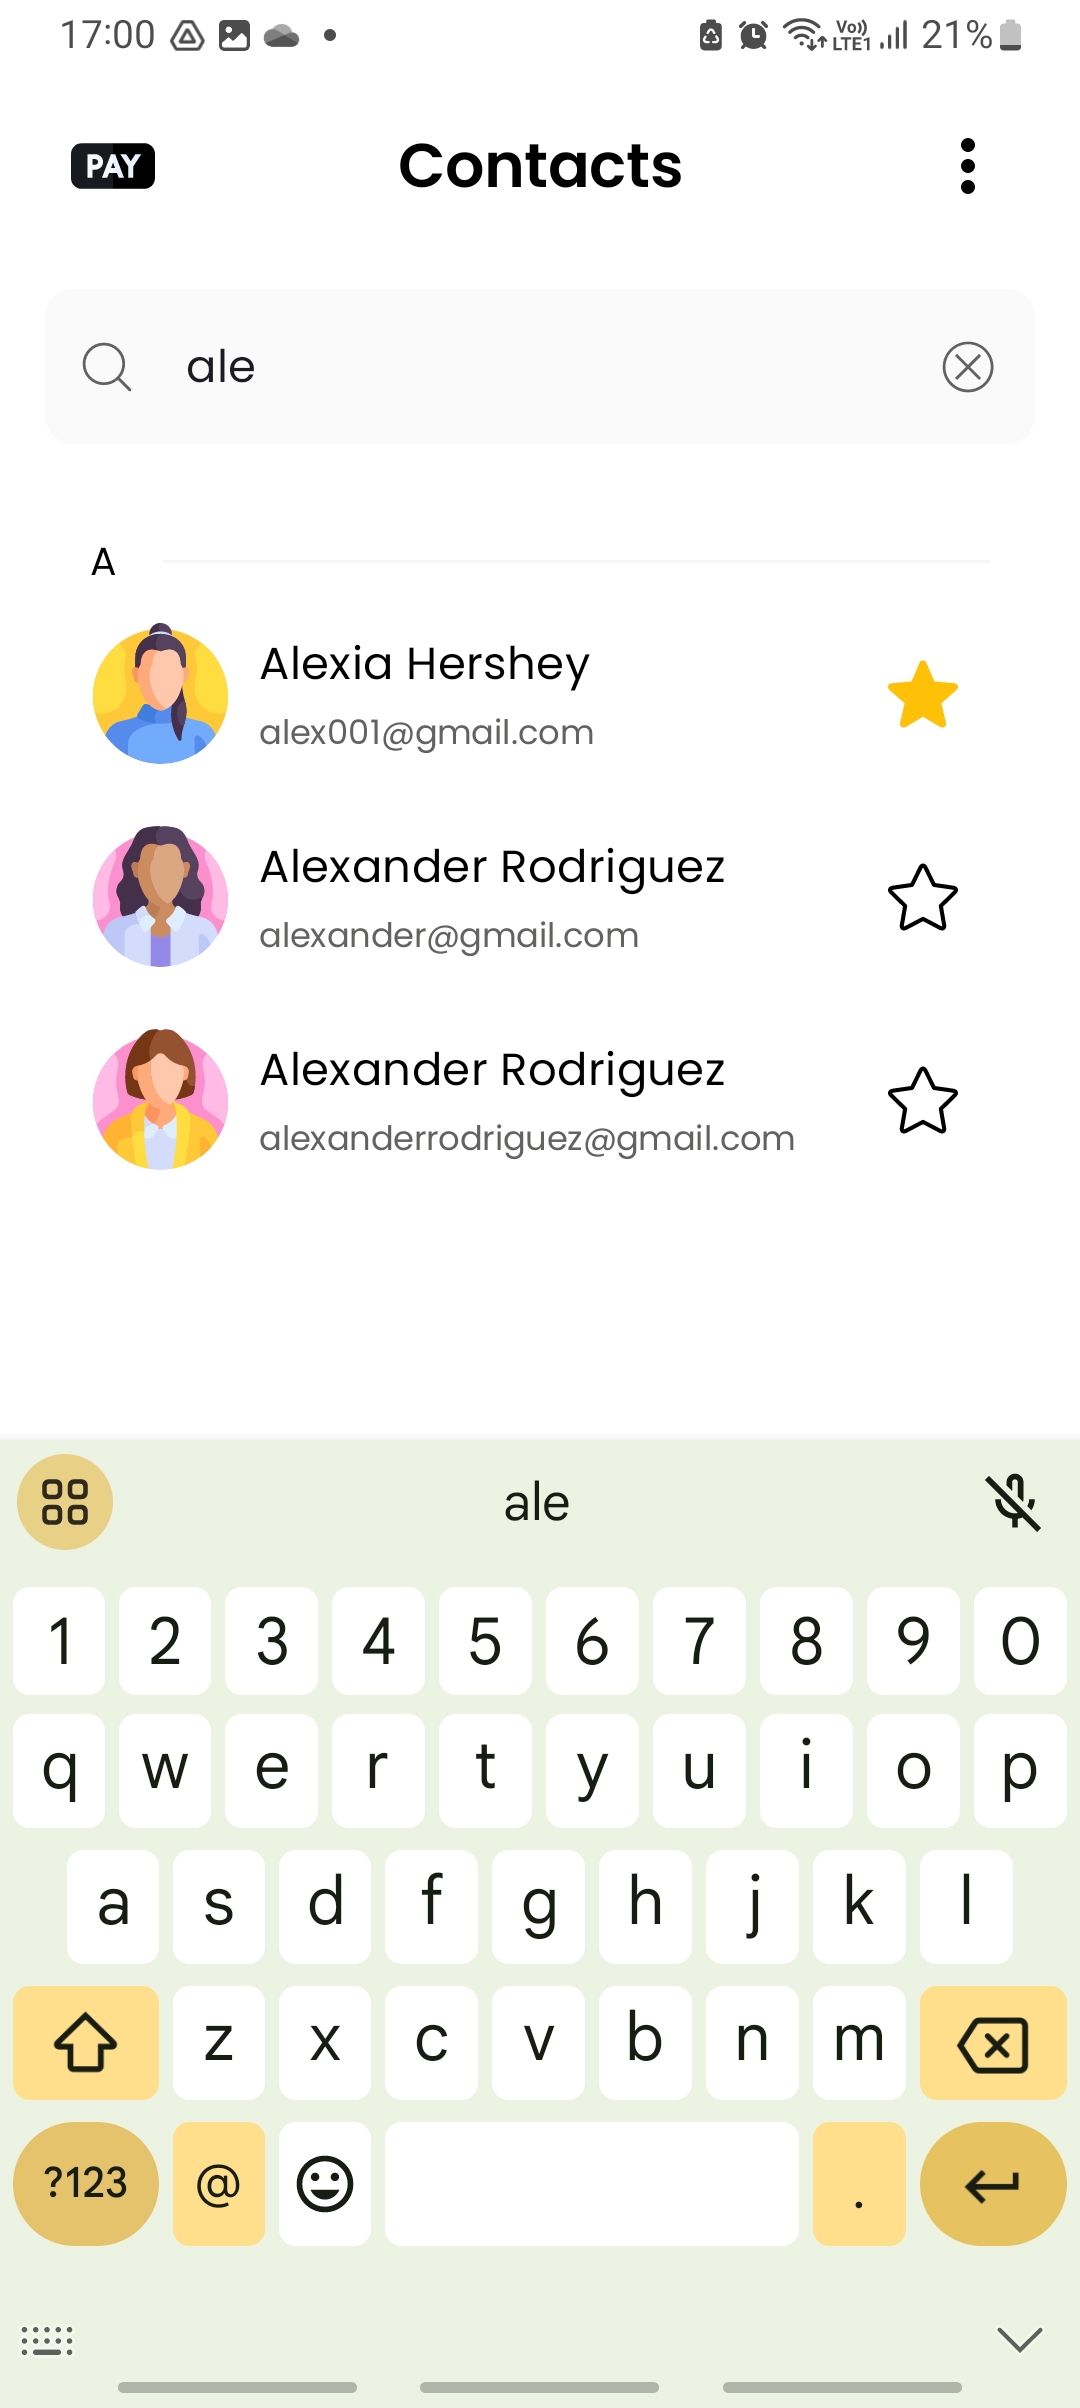 17:00
Vo)) LTE1 21%
PAY
Contacts
ale
A
Alexia Hershey
alex001@gmail.com
Alexander Rodriguez
alexander@gmail.com
Alexander Rodriguez
alexanderrodriguez@gmail.com
ale
1 2 3 4 5 6 7 8 9 0
q w e r t y u i o p
a s d f g h j k l
z x c v b n m
?123 @ .